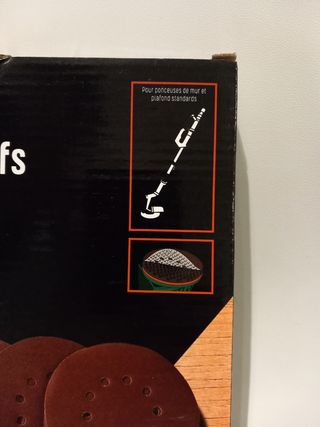 Pour ponceuses de mur et
plafond standards
fs